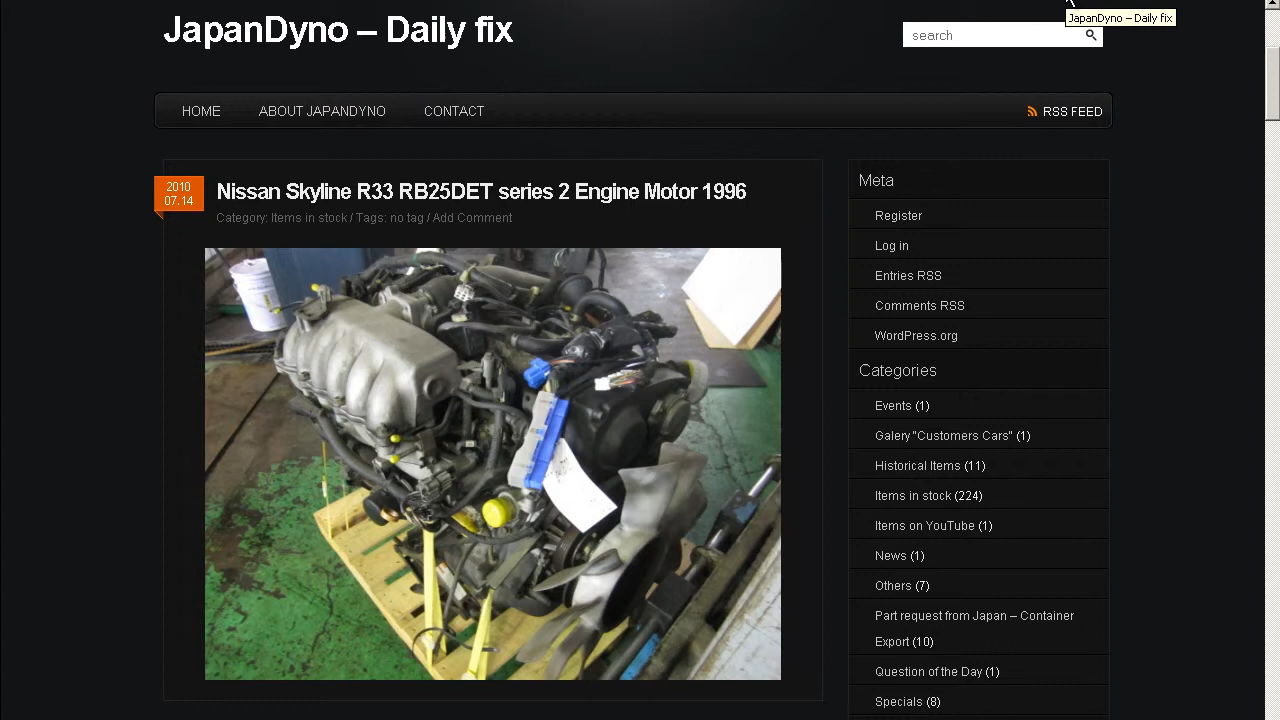 JapanDyno – Daily fix
JapanDyno – Daily fix
search
HOME
ABOUT JAPANDYNO
CONTACT
RSS FEED
2010
07.14
Nissan Skyline R33 RB25DET series 2 Engine Motor 1996
Category: Items in stock / Tags: no tag / Add Comment
Meta
Register
Log in
Entries RSS
Comments RSS
WordPress.org
Categories
Events (1)
Galery "Customers Cars" (1)
Historical Items (11)
Items in stock (224)
Items on YouTube (1)
News (1)
Others (7)
Part request from Japan – Container
Export (10)
Question of the Day (1)
Specials (8)